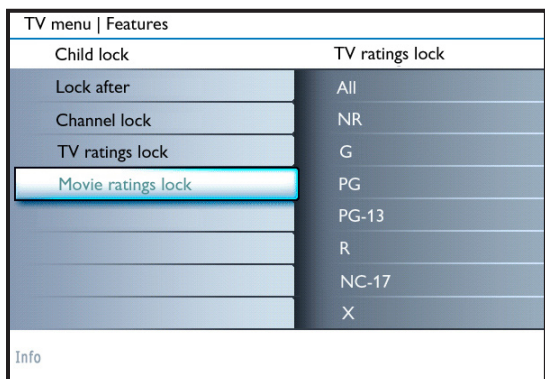 TV menu | Features
Child lock
TV ratings lock
Lock after
Channel lock
TV ratings lock
Movie ratings lock
All
NR
G
PG
PG-13
R
NC-17
X
Info